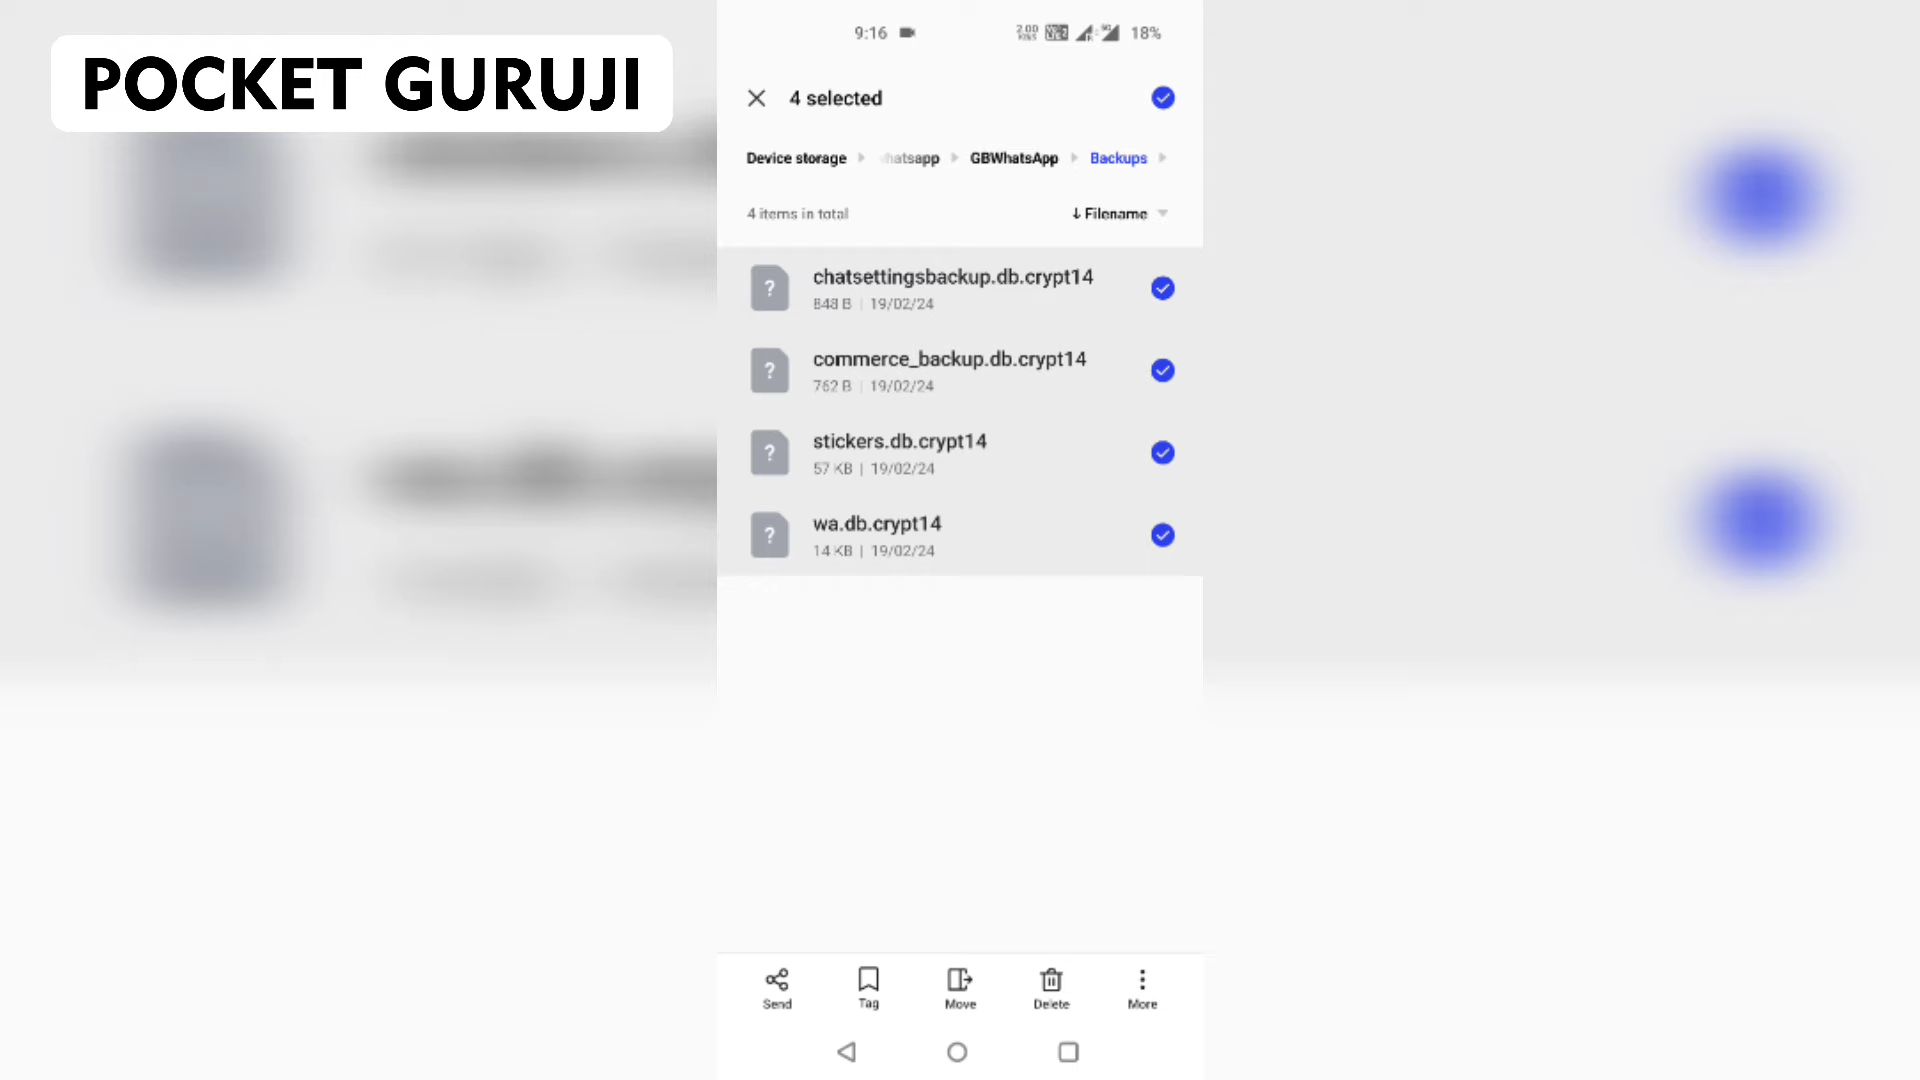 POCKET GURUJI
9:16 18%
4 selected
Device storage hatsapp GBWhatsApp Backups
4 items in total ↓ Filename
chatsettingsbackup.db.crypt14
848 B | 19/02/24
commerce_backup.db.crypt14
762 B | 19/02/24
stickers.db.crypt14
57 KB | 19/02/24
wa.db.crypt14
14 KB | 19/02/24
Send Tag Move Delete More